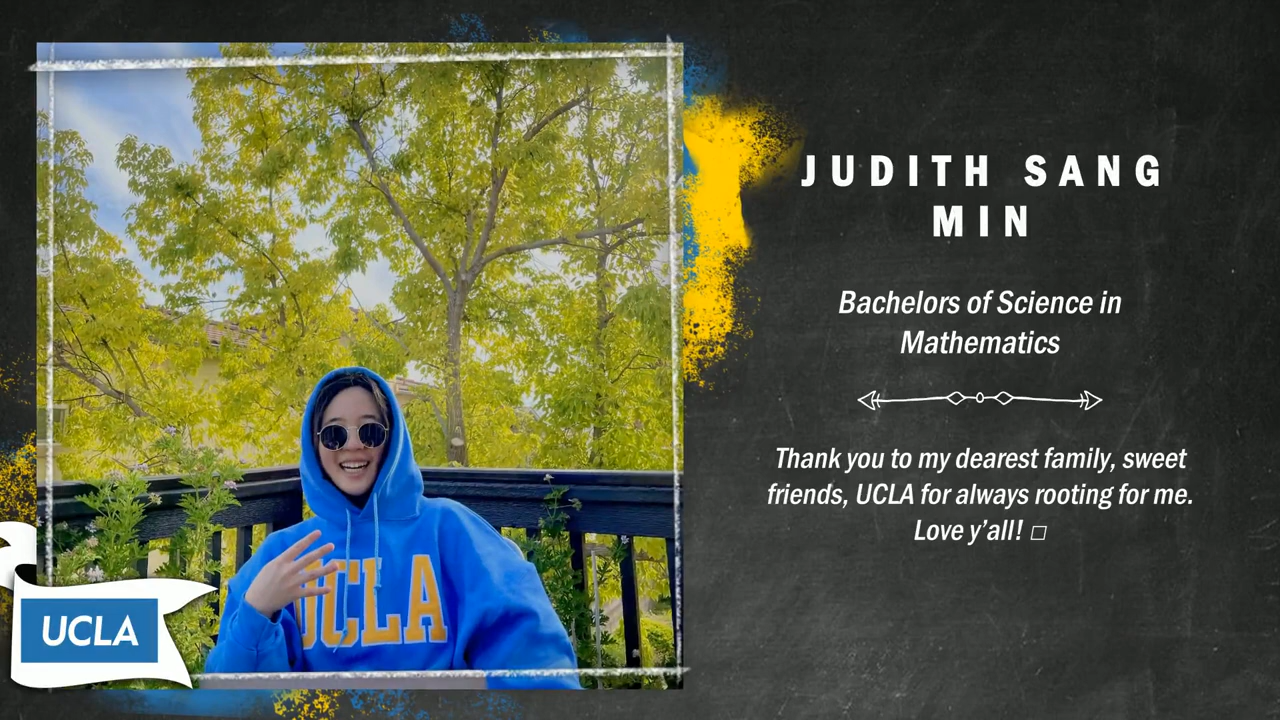 JUDITH SANG
MIN
Bachelors of Science in
Mathematics
Thank you to my dearest family, sweet
friends, UCLA for always rooting for me.
Love y’all! □
UCLA
UCLA